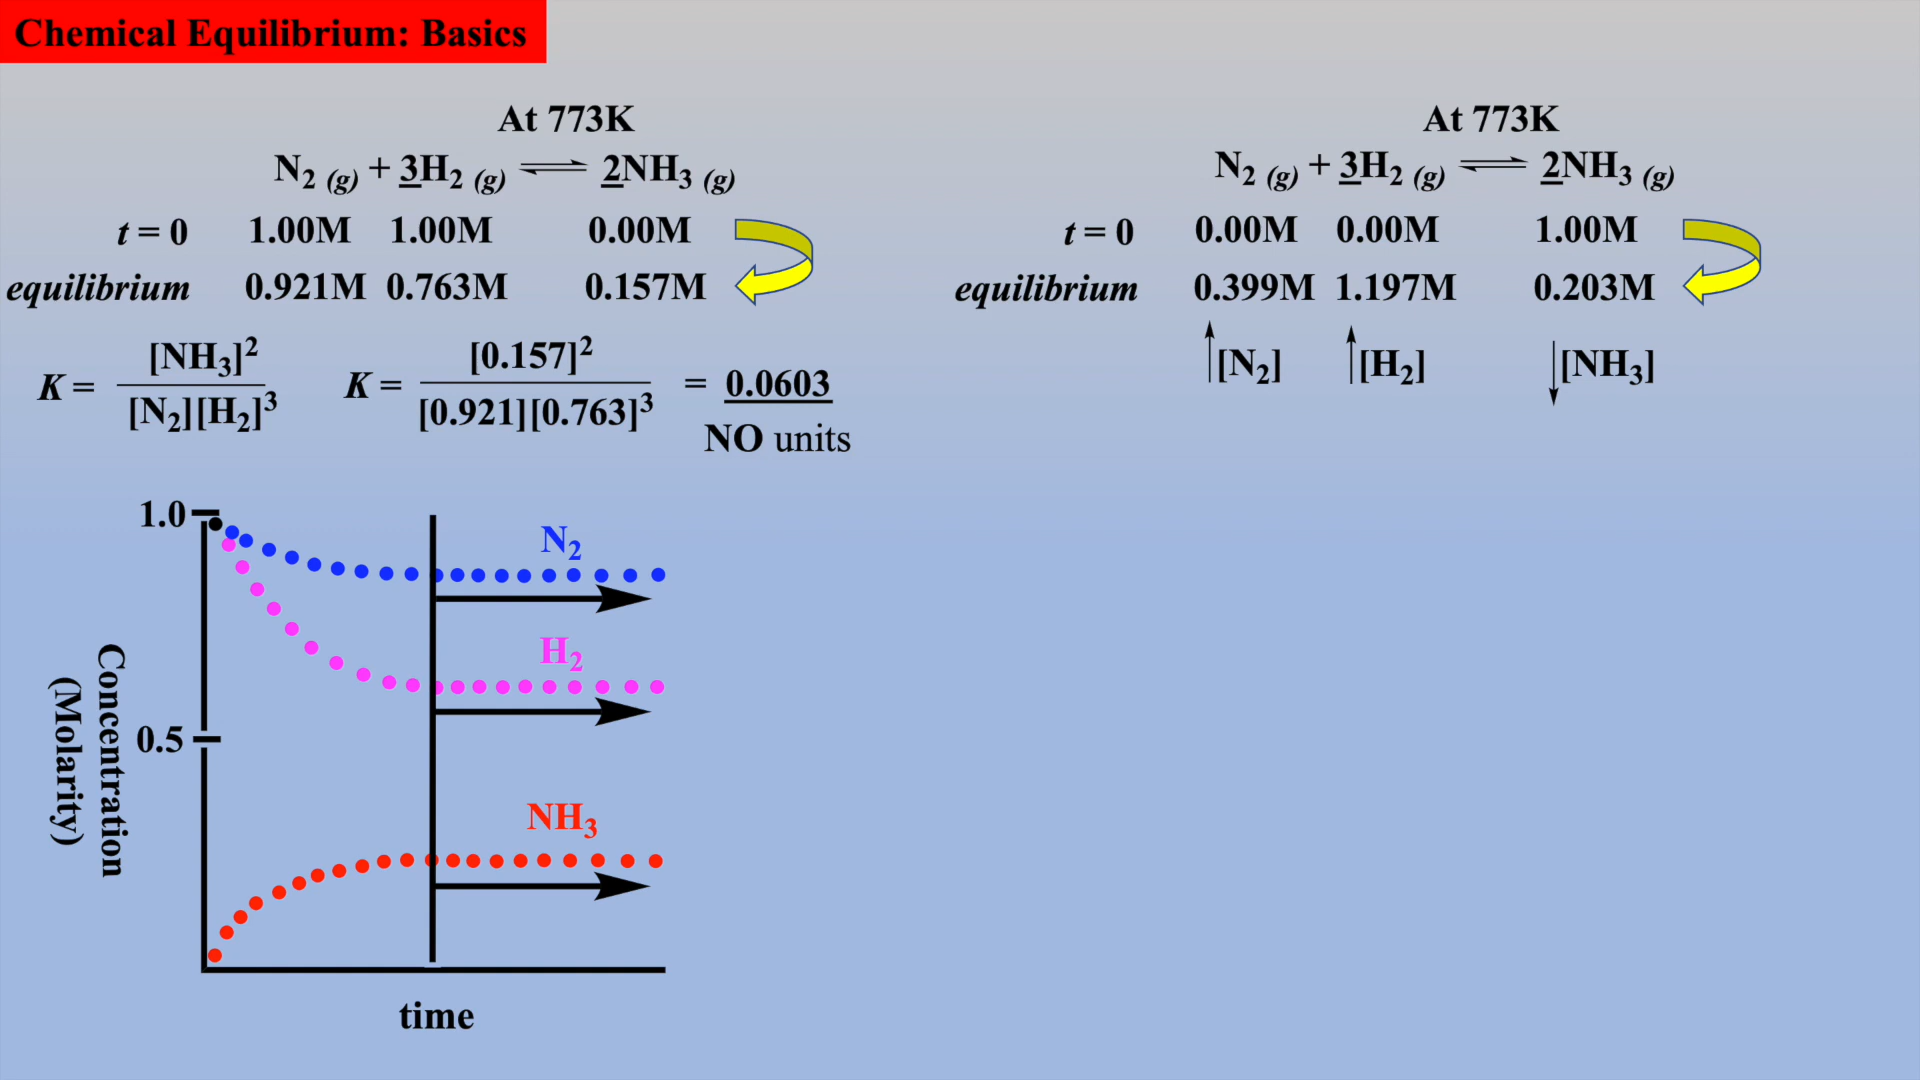 Chemical Equilibrium: Basics
At 773K
N2 (g) + 3H2 (g) ⇌ 2NH3 (g)
t = 0 1.00M 1.00M 0.00M
equilibrium 0.921M 0.763M 0.157M
K = [NH3]² / [N2][H2]³ K = [0.157]² / [0.921][0.763]³ = 0.0603
NO units
At 773K
N2 (g) + 3H2 (g) ⇌ 2NH3 (g)
t = 0 0.00M 0.00M 1.00M
equilibrium 0.399M 1.197M 0.203M
↑[N2] ↑[H2] ↓[NH3]
1.0
0.5
Concentration
(Molarity)
N2
H2
NH3
time